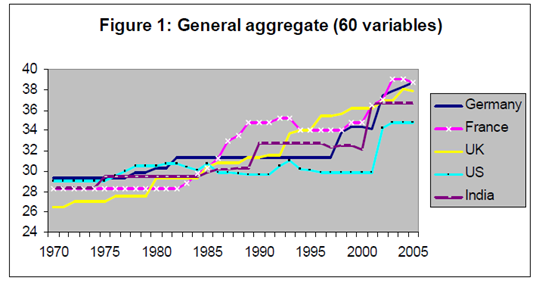 Figure 1: General aggregate (60 variables)
40
38
36
34
32
30
28
26
24
1970 1975 1980 1985 1990 1995 2000 2005
Germany
France
UK
US
India